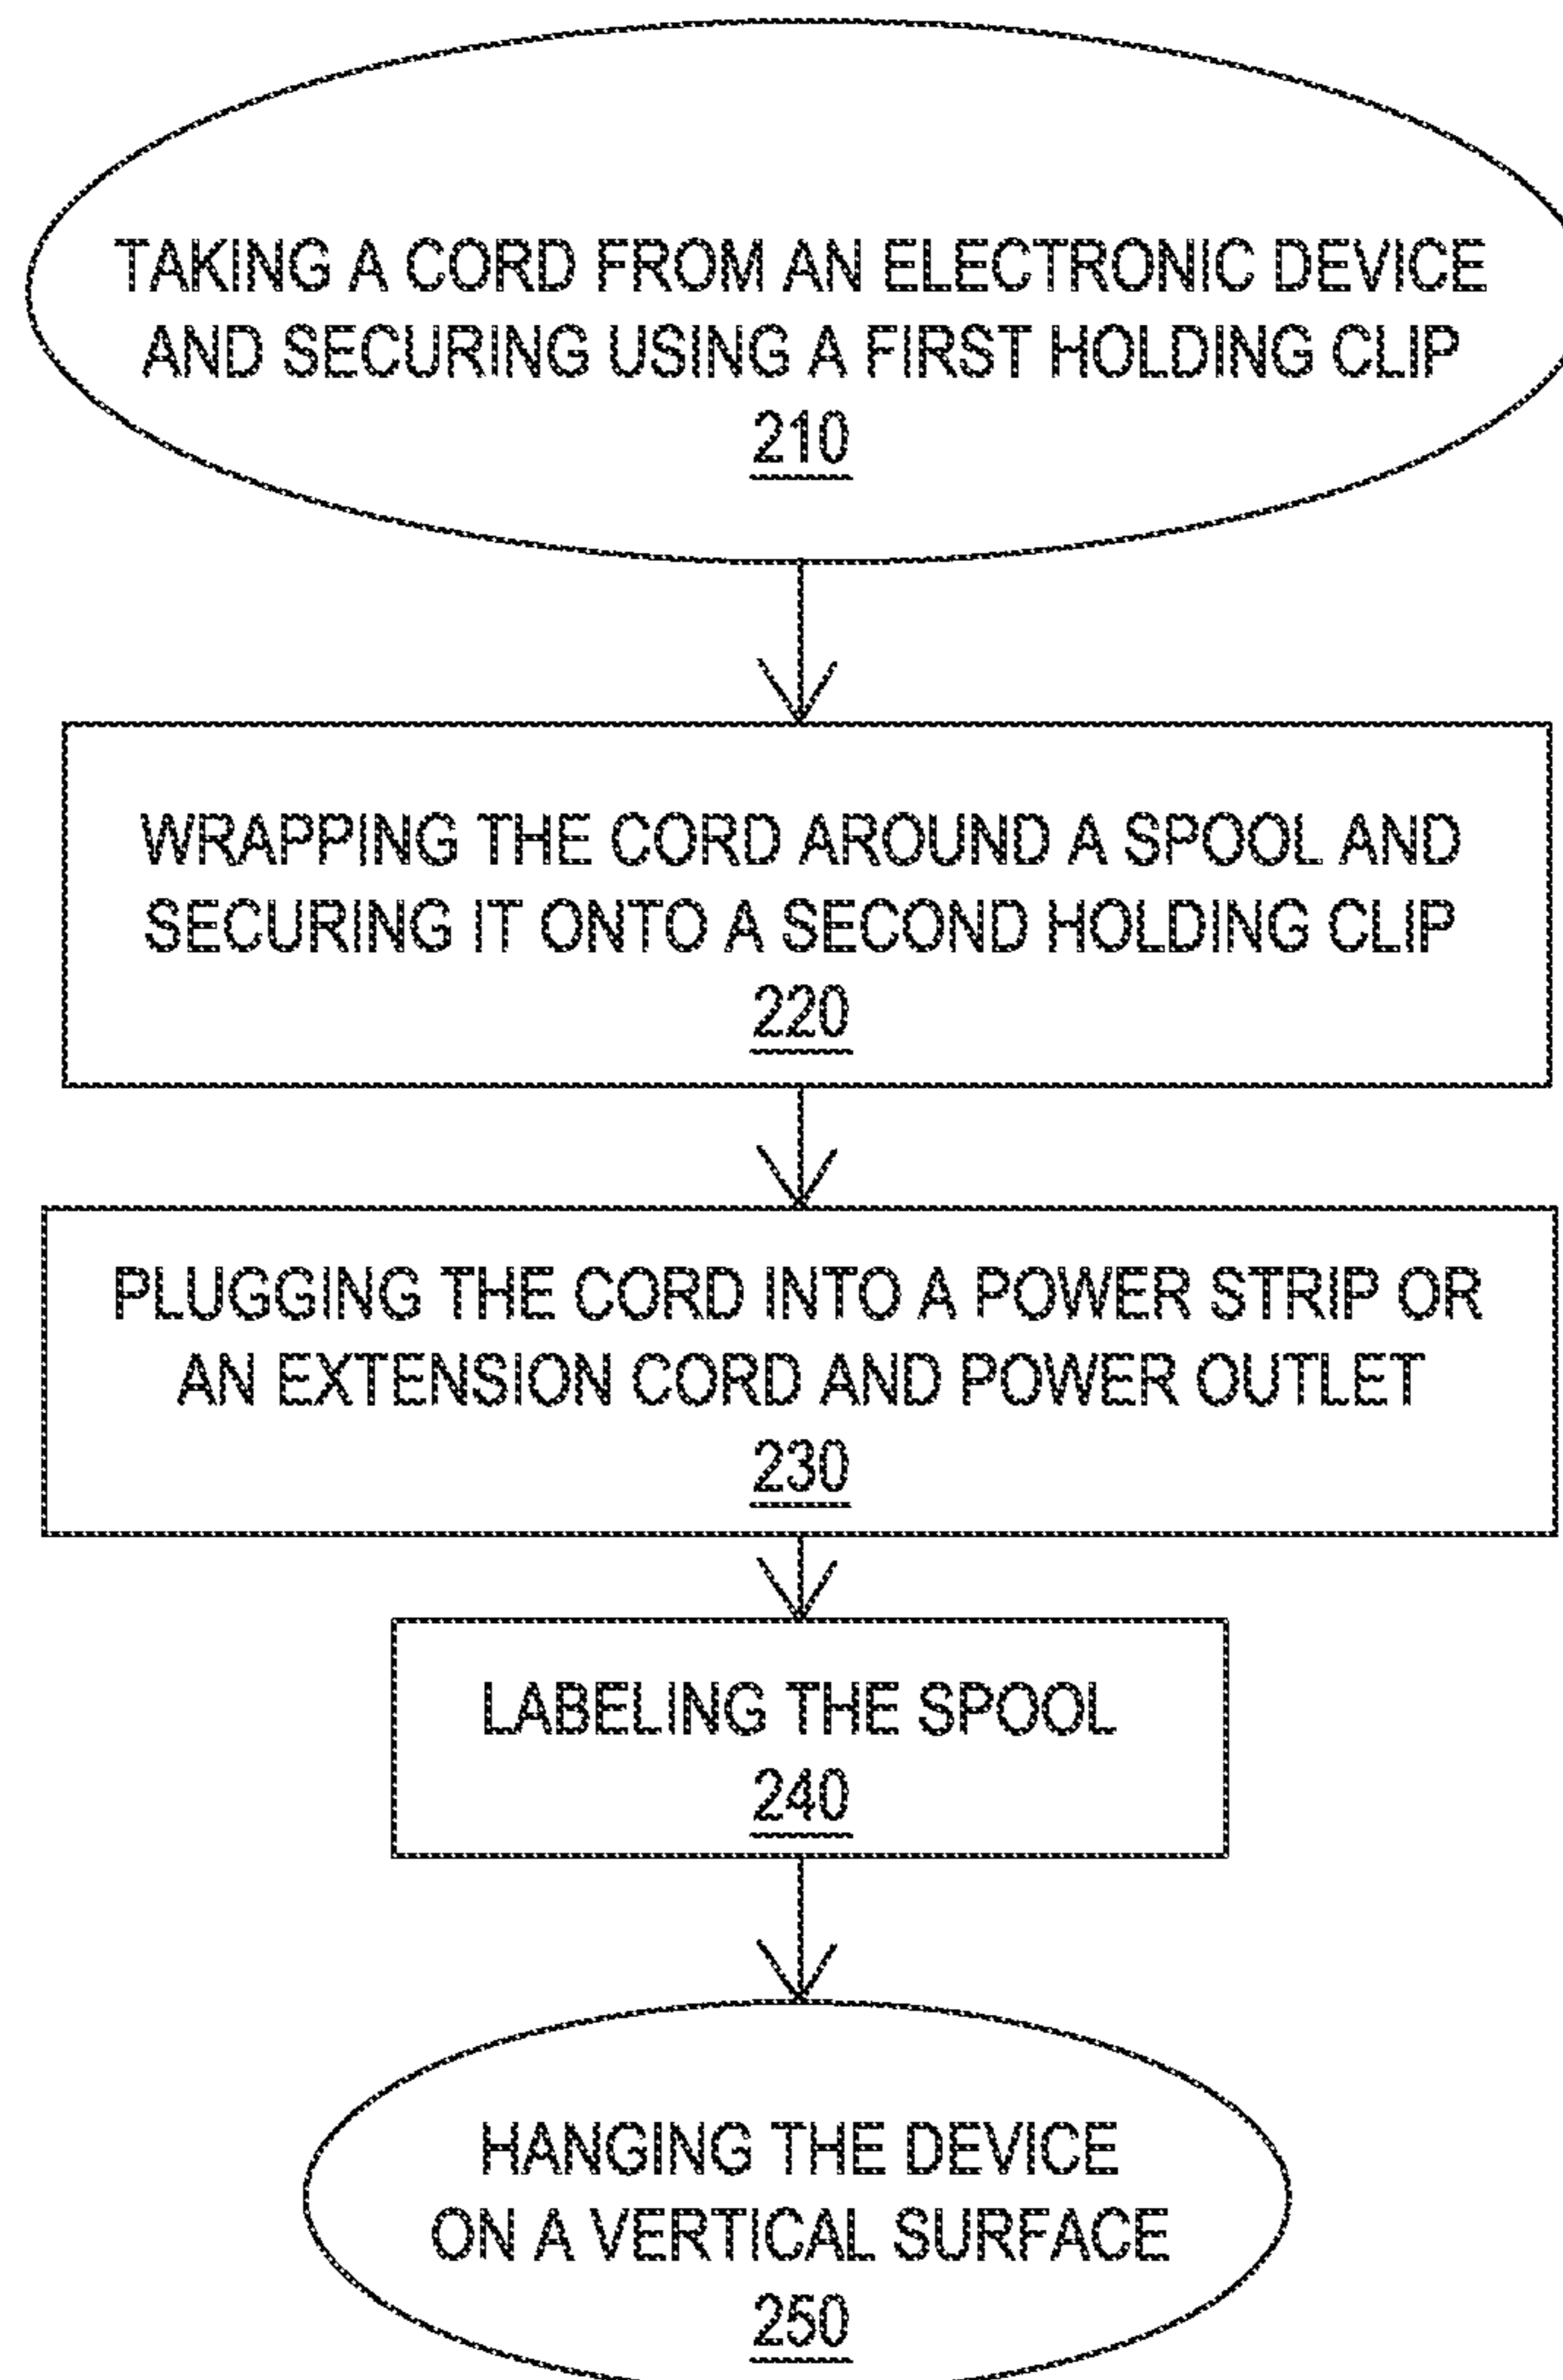 TAKING A CORD FROM AN ELECTRONIC DEVICE
AND SECURING USING A FIRST HOLDING CLIP
210
WRAPPING THE CORD AROUND A SPOOL AND
SECURING IT ONTO A SECOND HOLDING CLIP
220
PLUGGING THE CORD INTO A POWER STRIP OR
AN EXTENSION CORD AND POWER OUTLET
230
LABELING THE SPOOL
240
HANGING THE DEVICE
ON A VERTICAL SURFACE
250